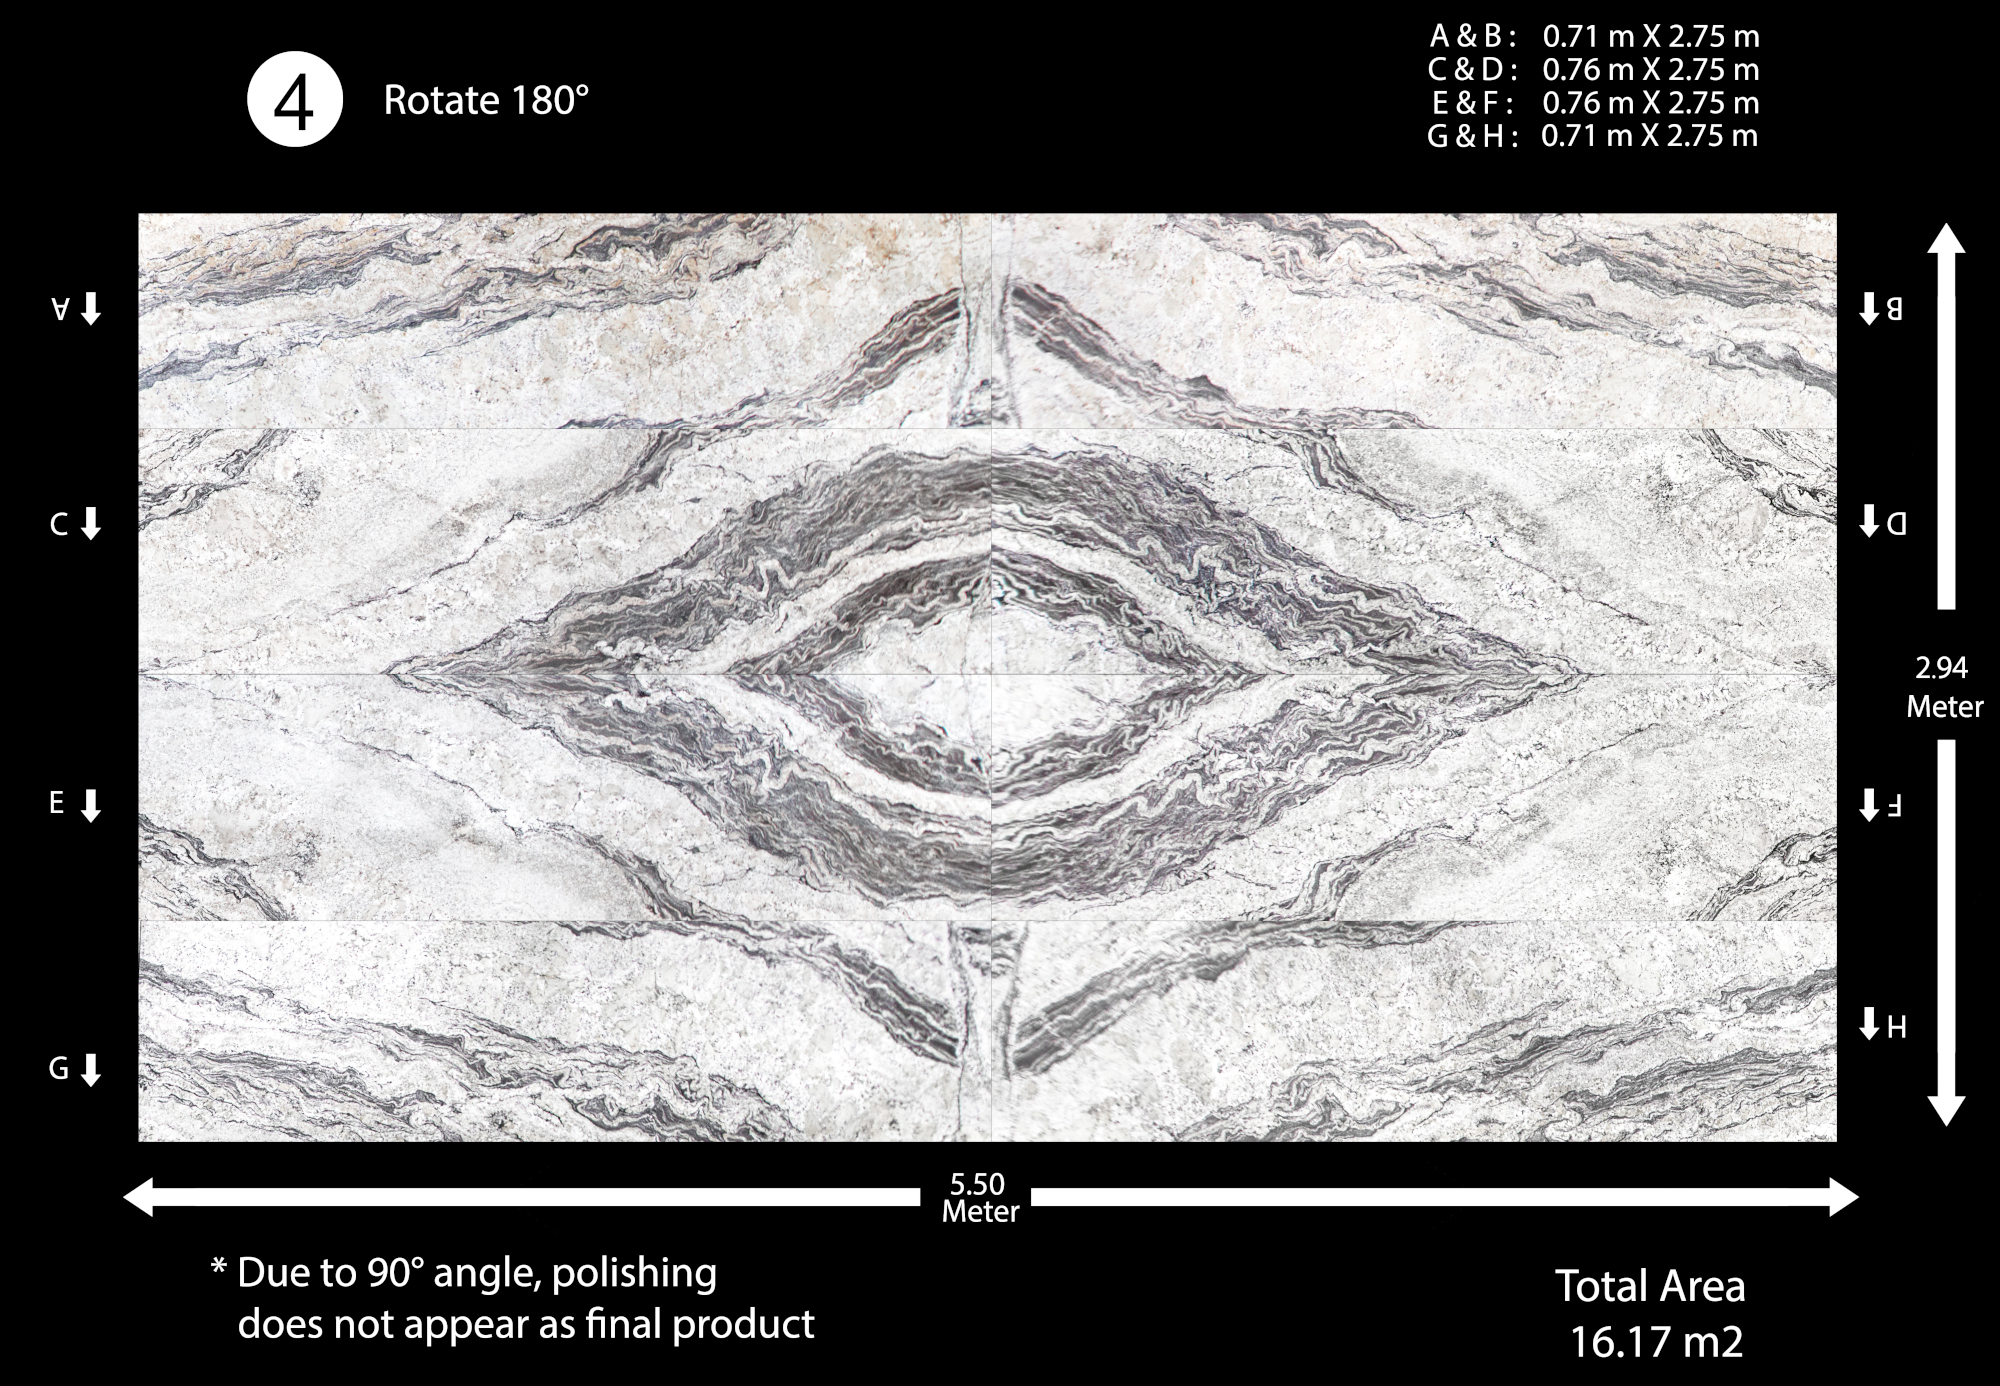 4 Rotate 180°
A & B : 0.71 m X 2.75 m
C & D : 0.76 m X 2.75 m
E & F : 0.76 m X 2.75 m
G & H : 0.71 m X 2.75 m
A
B
C
D
E
F
G
H
2.94
Meter
5.50
Meter
* Due to 90° angle, polishing
does not appear as final product
Total Area
16.17 m2